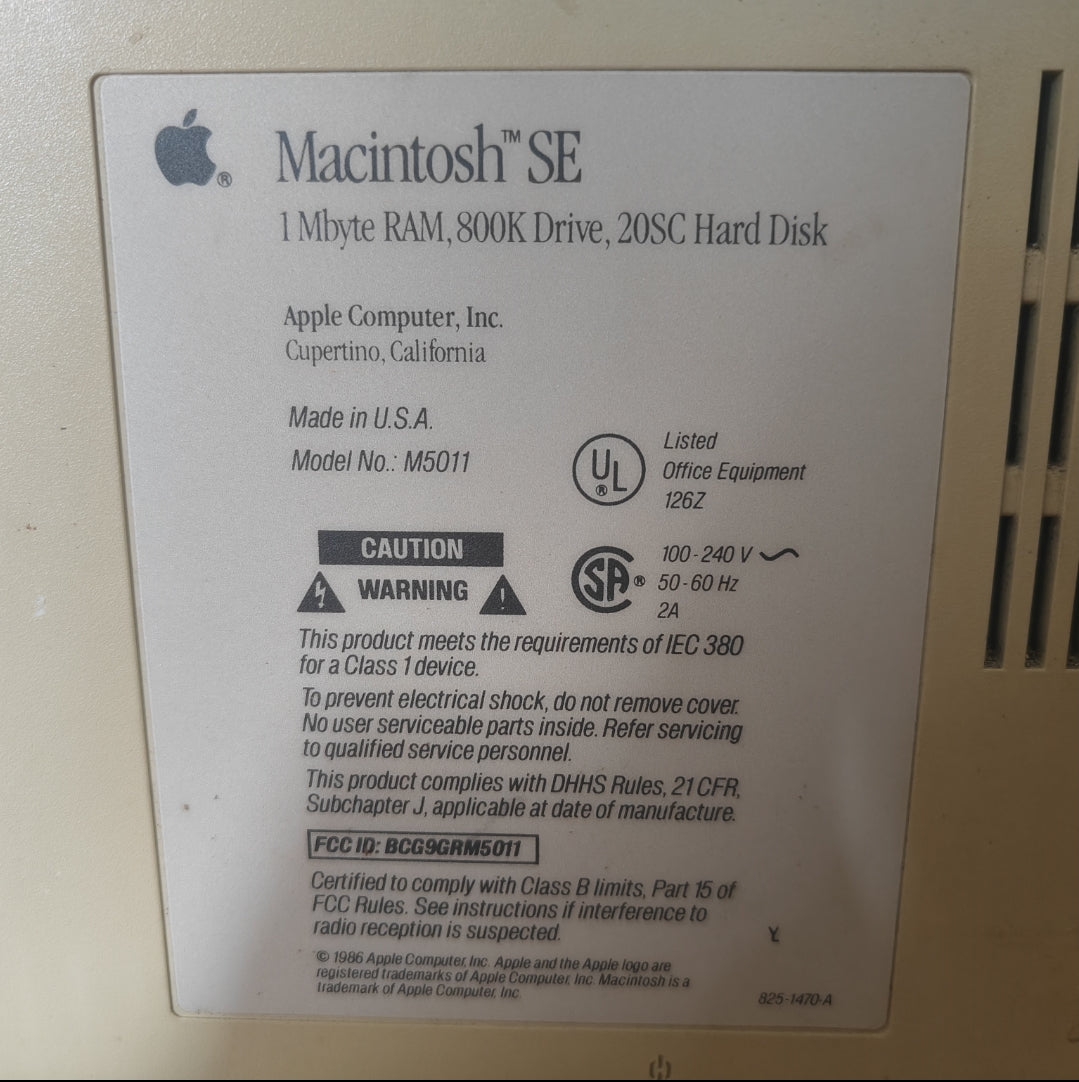 Macintosh™ SE
1 Mbyte RAM, 800K Drive, 20SC Hard Disk
Apple Computer, Inc.
Cupertino, California
Made in U.S.A.
Model No.: M5011
UL®
Listed
Office Equipment
126Z
CAUTION
WARNING
SA®
100-240 V
50-60 Hz
2A
This product meets the requirements of IEC 380
for a Class 1 device.
To prevent electrical shock, do not remove cover.
No user serviceable parts inside. Refer servicing
to qualified service personnel.
This product complies with DHHS Rules, 21 CFR,
Subchapter J, applicable at date of manufacture.
FCC ID: BCG9GRM5011
Certified to comply with Class B limits, Part 15 of
FCC Rules. See instructions if interference to
radio reception is suspected.
© 1986 Apple Computer, Inc. Apple and the Apple logo are
registered trademarks of Apple Computer, Inc. Macintosh is a
trademark of Apple Computer, Inc.
825-1470-A